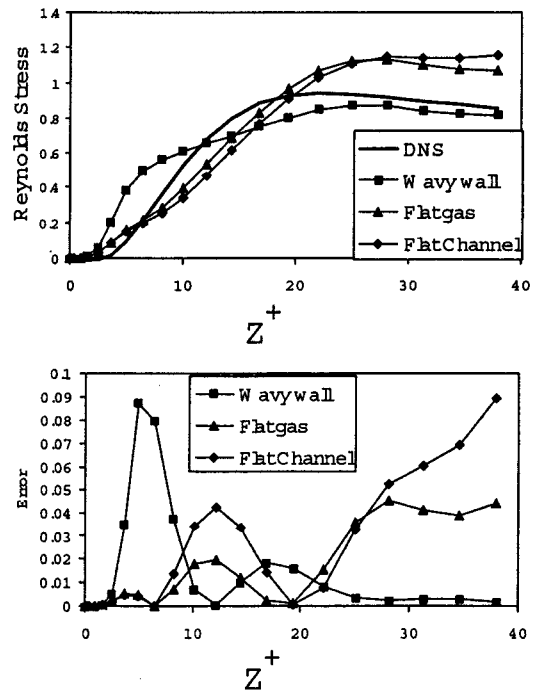 1.4
1.2
1
0.8
0.6
0.4
0.2
0
Reynolds Stress
DNS
Wavywall
Flatgas
FlatChannel
0 10 20 30 40
Z+
0.1
0.09
0.08
0.07
0.06
0.05
0.04
0.03
0.02
0.01
0
Error
Wavywall
Flatgas
FlatChannel
0 10 20 30 40
Z+